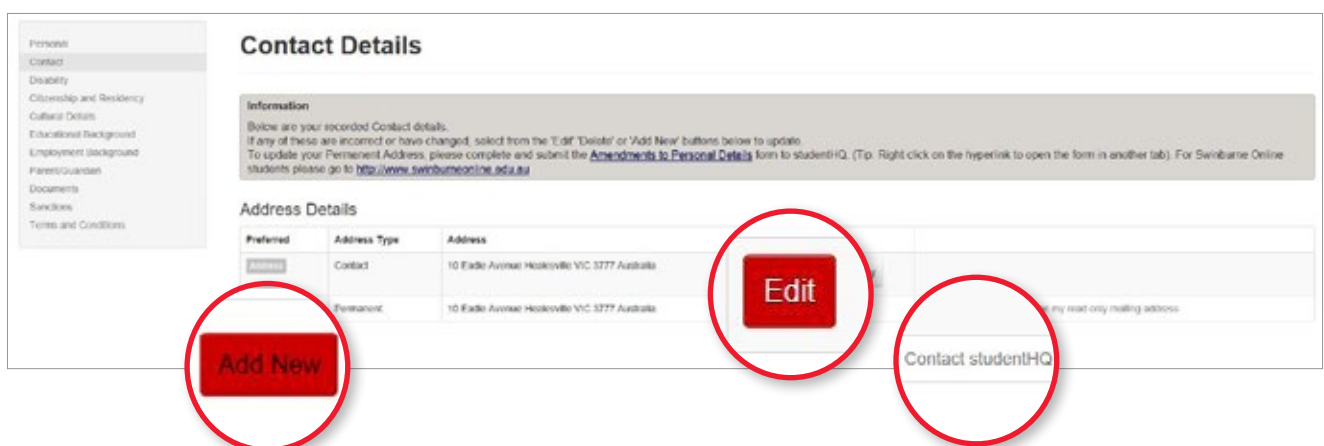 Personal
Contact
Disability
Citizenship and Residency
Cultural Details
Educational Background
Employment Background
Parent/Guardian
Documents
Sanctions
Terms and Conditions
Contact Details
Information
Below are your recorded Contact details.
If any of these are incorrect or have changed, select from the 'Edit' 'Delete' or 'Add New' buttons below to update.
To update your Permenent Address, please complete and submit the Amendments to Personal Details form to studentHQ. (Tip: Right click on the hyperlink to open the form in another tab). For Swinburne Online
students please go to http://www.swinburneonline.edu.au
Address Details
Preferred Address Type Address
Address Contact 10 Eadie Avenue Healesville VIC 3777 Australia
Edit
Permanent 10 Eadie Avenue Healesville VIC 3777 Australia
my read only mailing address
Add New
Contact studentHQ